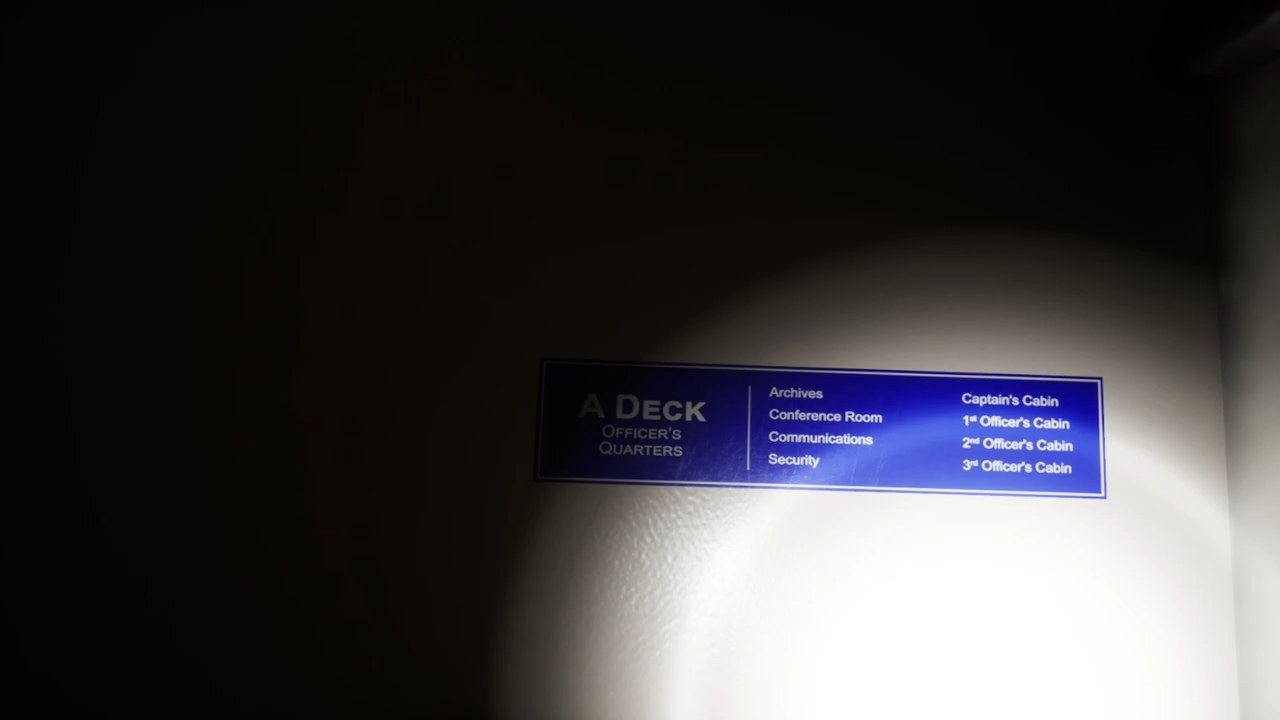 A DECK
OFFICER'S
QUARTERS
Archives
Conference Room
Communications
Security
Captain's Cabin
1st Officer's Cabin
2nd Officer's Cabin
3rd Officer's Cabin